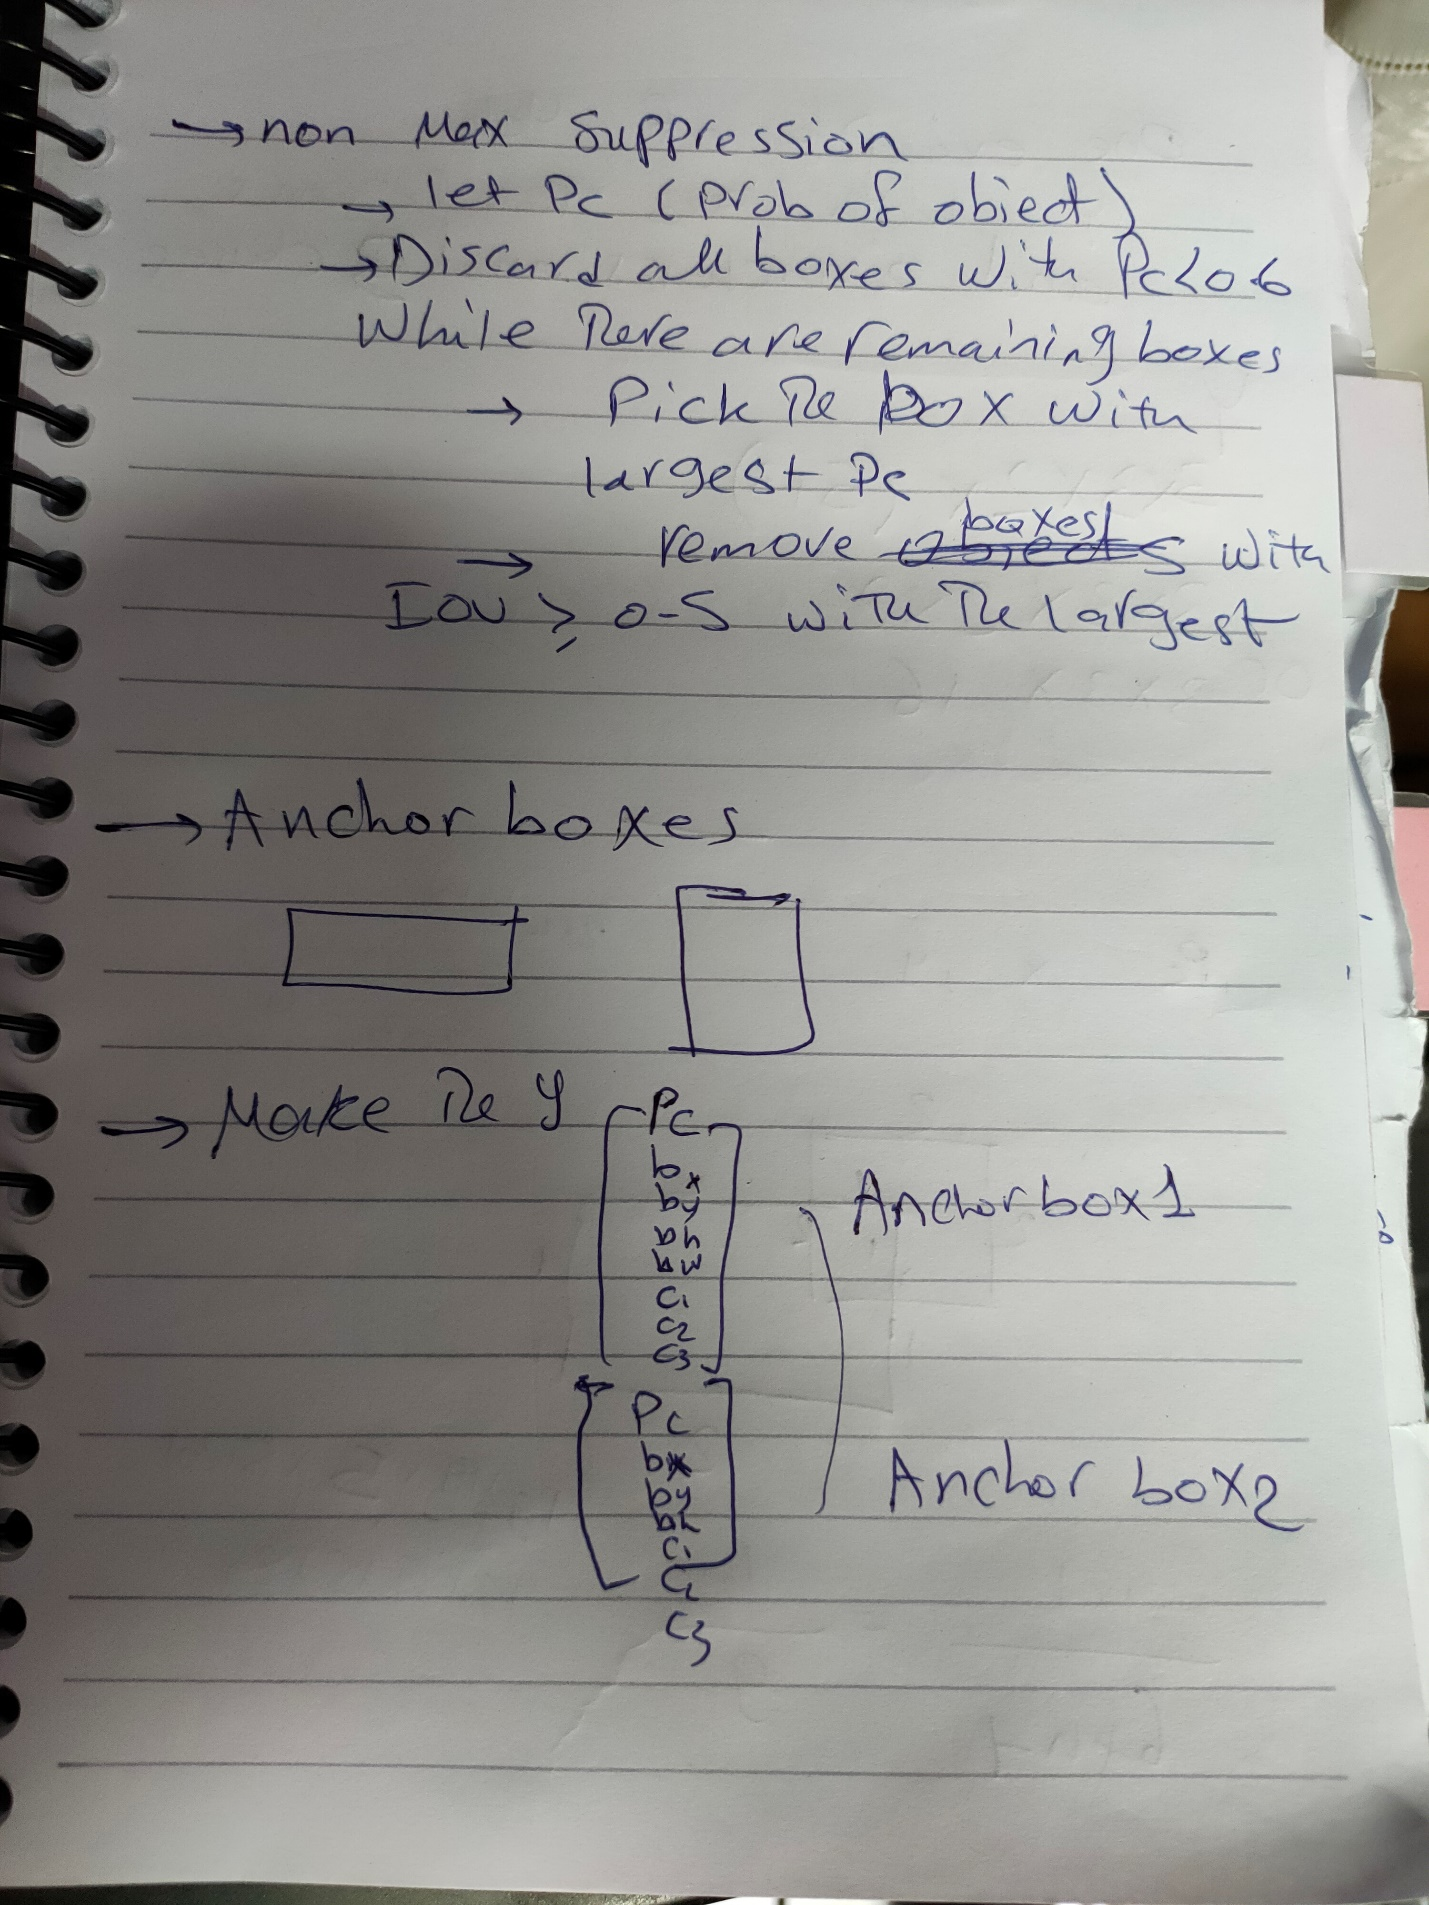 → non Max Suppression
→ let Pc (prob of object)
→ Discard all boxes with Pc<0.6
While the are remaining boxes
→ Pick the box with
largest Pc
→ remove boxes with
IOU ≥ 0-5 with the largest
→ Anchor boxes
→ Make the y
Pc
bx
by
bh
bw
C1
C2
C3
Anchor box 1
Pc
bx
by
bh
C1
C2
C3
Anchor box 2